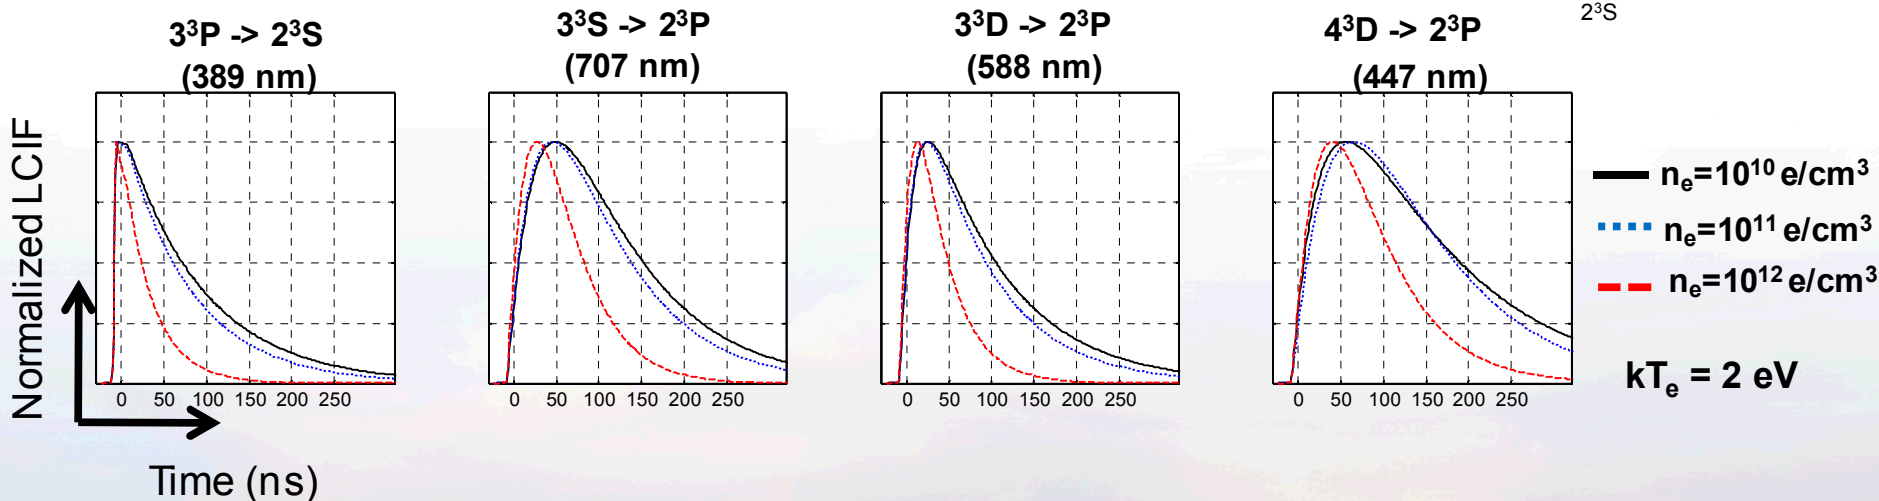 3³P -> 2³S
(389 nm)
3³S -> 2³P
(707 nm)
3³D -> 2³P
(588 nm)
4³D -> 2³P
(447 nm)
2³S
Normalized LCIF
0 50 100 150 200 250
0 50 100 150 200 250
0 50 100 150 200 250
0 50 100 150 200 250
Time (ns)
nₑ=10¹⁰ e/cm³
nₑ=10¹¹ e/cm³
nₑ=10¹² e/cm³
kTₑ = 2 eV